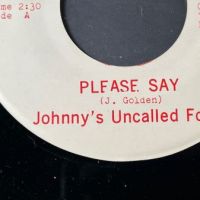 me 2:30
de A
PLEASE SAY
(J. Golden)
Johnny's Uncalled Fo